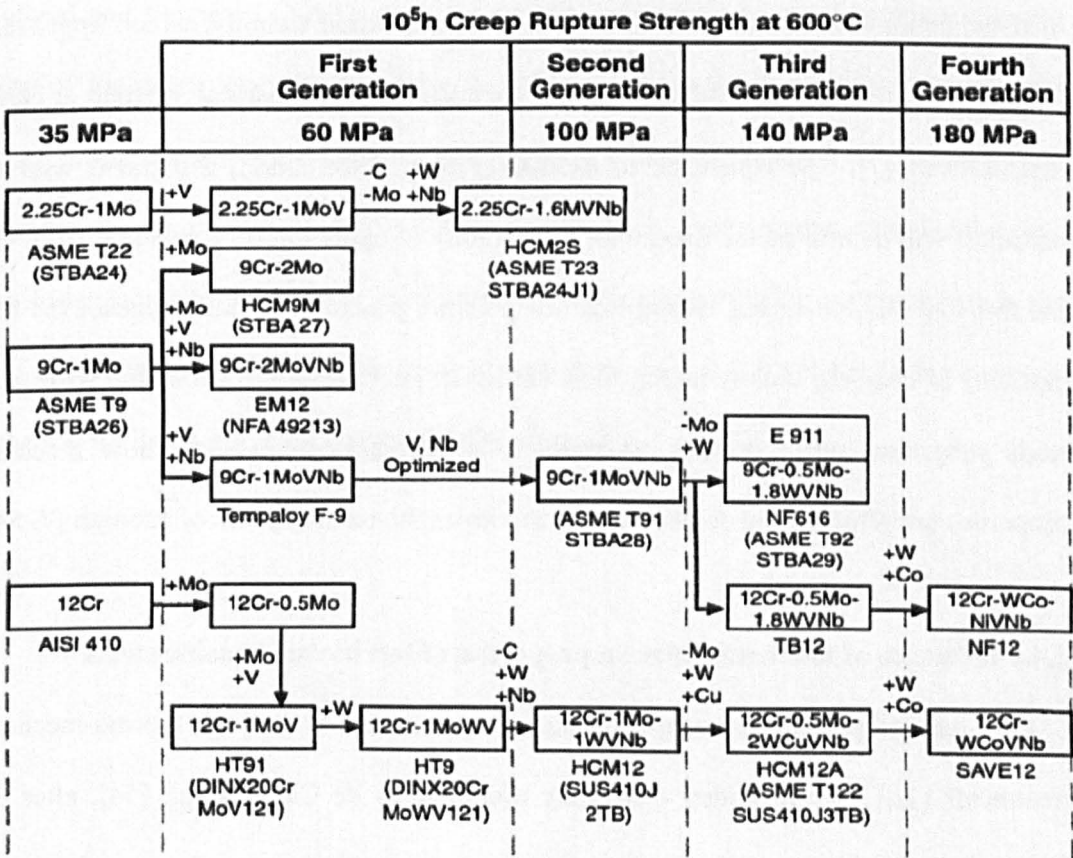 10⁵h Creep Rupture Strength at 600°C
First Generation
Second Generation
Third Generation
Fourth Generation
35 MPa
60 MPa
100 MPa
140 MPa
180 MPa
2.25Cr-1Mo
+V
2.25Cr-1MoV
-C +W
-Mo +Nb
2.25Cr-1.6MVNb
ASME T22
(STBA24)
HCM2S
(ASME T23
STBA24J1)
+Mo
9Cr-2Mo
HCM9M
(STBA 27)
9Cr-1Mo
ASME T9
(STBA26)
+Mo
+V
+Nb
9Cr-2MoVNb
EM12
(NFA 49213)
+V
+Nb
9Cr-1MoVNb
Tempaloy F-9
V, Nb
Optimized
9Cr-1MoVNb
(ASME T91
STBA28)
-Mo
+W
E 911
9Cr-0.5Mo-
1.8WVNb
NF616
(ASME T92
STBA29)
12Cr
AISI 410
+Mo
12Cr-0.5Mo
12Cr-0.5Mo-
1.8WVNb
TB12
+W
+Co
12Cr-WCo-
NiVNb
NF12
+Mo
+V
12Cr-1MoV
HT91
(DINX20Cr
MoV121)
+W
12Cr-1MoWV
HT9
(DINX20Cr
MoWV121)
-C
+W
+Nb
12Cr-1Mo-
1WVNb
HCM12
(SUS410J
2TB)
-Mo
+W
+Cu
12Cr-0.5Mo-
2WCuVNb
HCM12A
(ASME T122
SUS410J3TB)
+W
+Co
12Cr-
WCoVNb
SAVE12